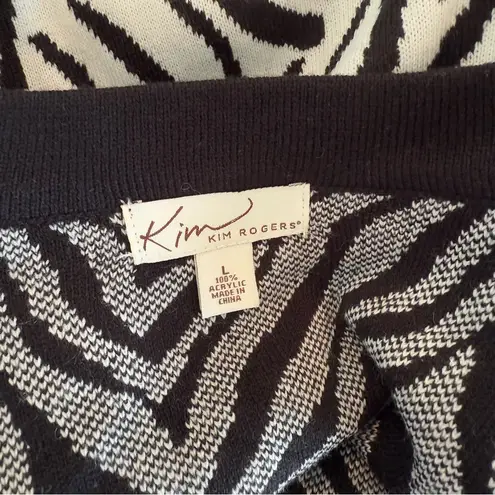 Kim
KIM ROGERS®
L
100%
ACRYLIC
MADE IN
CHINA